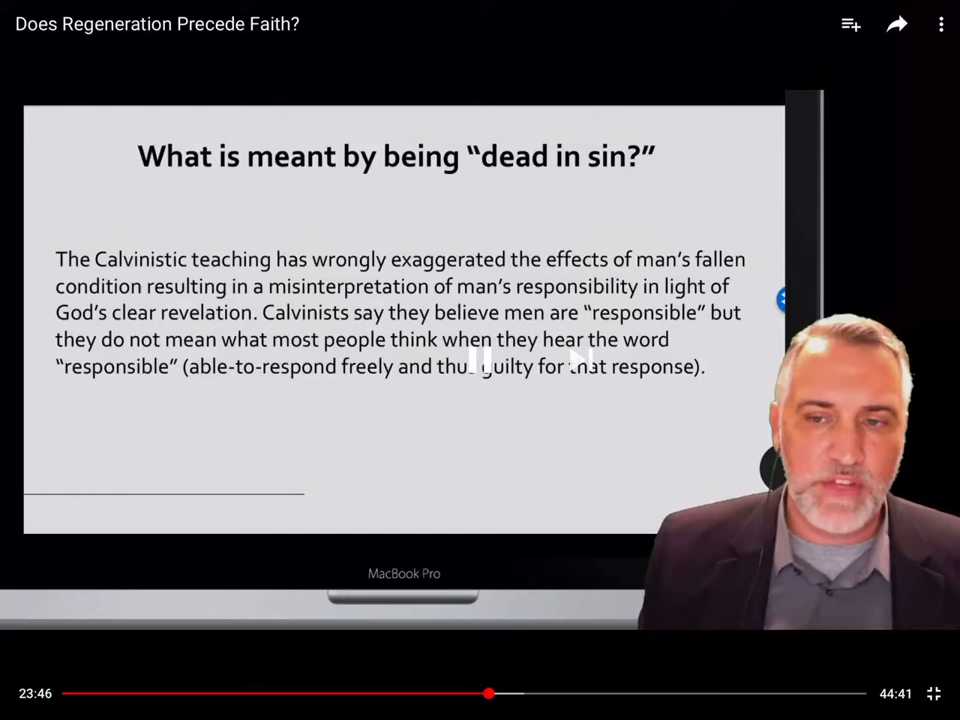 Does Regeneration Precede Faith?
What is meant by being “dead in sin?”
The Calvinistic teaching has wrongly exaggerated the effects of man’s fallen
condition resulting in a misinterpretation of man’s responsibility in light of
God’s clear revelation. Calvinists say they believe men are “responsible” but
they do not mean what most people think when they hear the word
“responsible” (able-to-respond freely and thus guilty for that response).
MacBook Pro
23:46
44:41